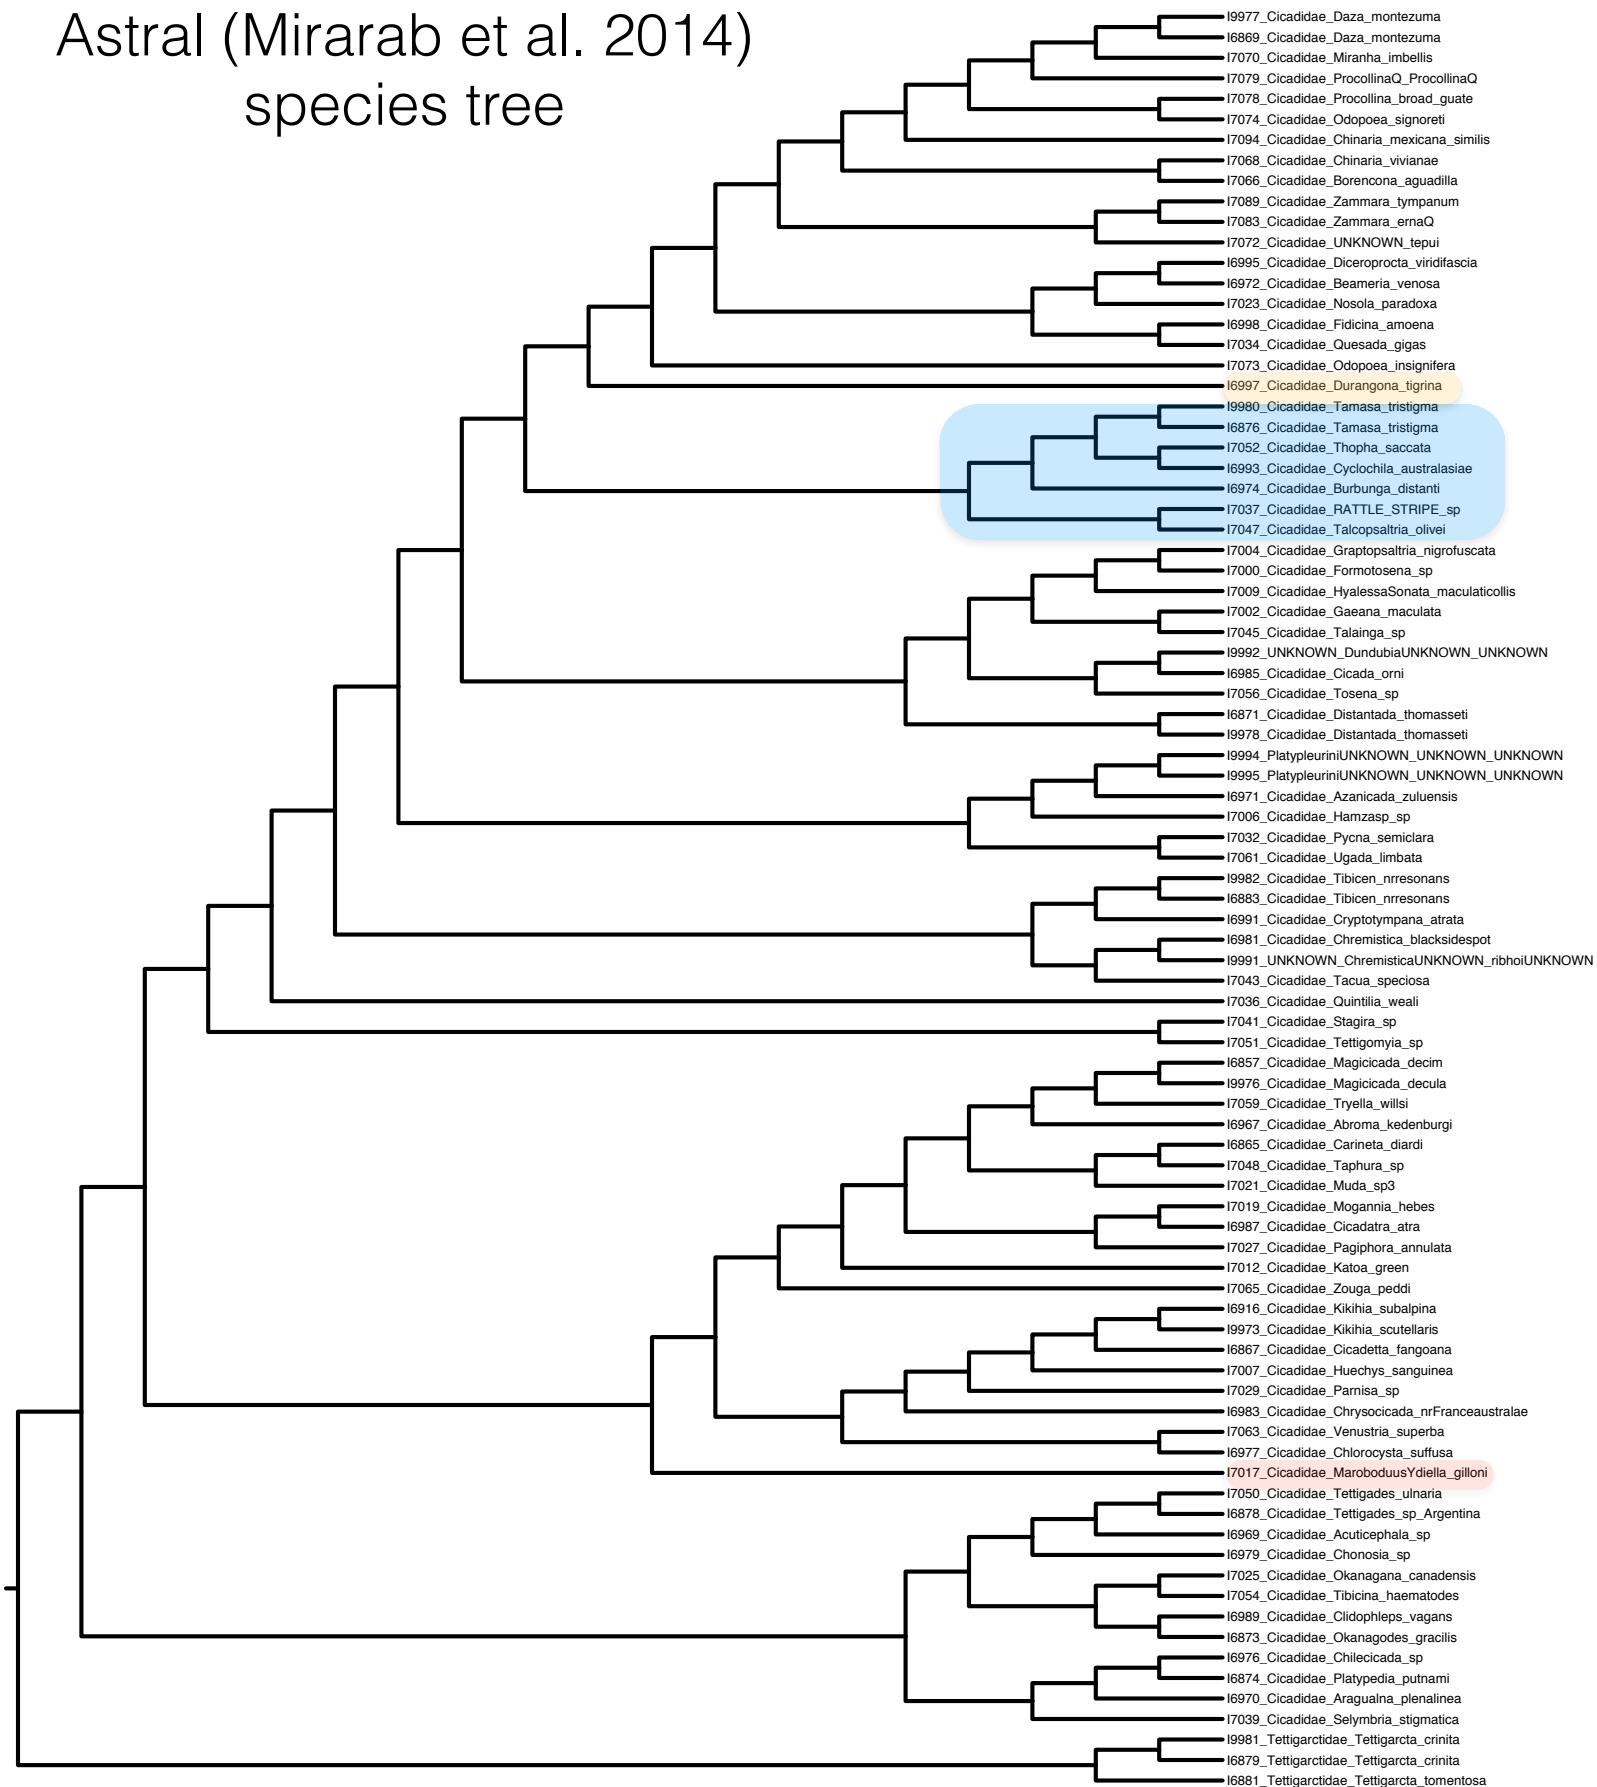 Astral (Mirarab et al. 2014)
species tree
I9977_Cicadidae_Daza_montezuma
I6869_Cicadidae_Daza_montezuma
I7070_Cicadidae_Miranha_imbellis
I7079_Cicadidae_ProcollinaQ_ProcollinaQ
I7078_Cicadidae_Procollina_broad_guate
I7074_Cicadidae_Odopoea_signoreti
I7094_Cicadidae_Chinaria_mexicana_similis
I7068_Cicadidae_Chinaria_vivianae
I7066_Cicadidae_Borencona_aguadilla
I7089_Cicadidae_Zammara_tympanum
I7083_Cicadidae_Zammara_ernaQ
I7072_Cicadidae_UNKNOWN_tepui
I6995_Cicadidae_Diceroprocta_viridifascia
I6972_Cicadidae_Beameria_venosa
I7023_Cicadidae_Nosola_paradoxa
I6998_Cicadidae_Fidicina_amoena
I7034_Cicadidae_Quesada_gigas
I7073_Cicadidae_Odopoea_insignifera
I6997_Cicadidae_Durangona_tigrina
I9980_Cicadidae_Tamasa_tristigma
I6876_Cicadidae_Tamasa_tristigma
I7052_Cicadidae_Thopha_saccata
I6993_Cicadidae_Cyclochila_australasiae
I6974_Cicadidae_Burbunga_distanti
I7037_Cicadidae_RATTLE_STRIPE_sp
I7047_Cicadidae_Talcopsaltria_olivei
I7004_Cicadidae_Graptopsaltria_nigrofuscata
I7000_Cicadidae_Formotosena_sp
I7009_Cicadidae_HyalessaSonata_maculaticollis
I7002_Cicadidae_Gaeana_maculata
I7045_Cicadidae_Talainga_sp
I9992_UNKNOWN_DundubiaUNKNOWN_UNKNOWN
I6985_Cicadidae_Cicada_orni
I7056_Cicadidae_Tosena_sp
I6871_Cicadidae_Distantada_thomasseti
I9978_Cicadidae_Distantada_thomasseti
I9994_PlatypleuriniUNKNOWN_UNKNOWN_UNKNOWN
I9995_PlatypleuriniUNKNOWN_UNKNOWN_UNKNOWN
I6971_Cicadidae_Azanicada_zuluensis
I7006_Cicadidae_Hamzasp_sp
I7032_Cicadidae_Pycna_semiclara
I7061_Cicadidae_Ugada_limbata
I9982_Cicadidae_Tibicen_nrresonans
I6883_Cicadidae_Tibicen_nrresonans
I6991_Cicadidae_Cryptotympana_atrata
I6981_Cicadidae_Chremistica_blacksidespot
I9991_UNKNOWN_ChremisticaUNKNOWN_ribhoiUNKNOWN
I7043_Cicadidae_Tacua_speciosa
I7036_Cicadidae_Quintilia_weali
I7041_Cicadidae_Stagira_sp
I7051_Cicadidae_Tettigomyia_sp
I6857_Cicadidae_Magicicada_decim
I9976_Cicadidae_Magicicada_decula
I7059_Cicadidae_Tryella_willsi
I6967_Cicadidae_Abroma_kedenburgi
I6865_Cicadidae_Carineta_diardi
I7048_Cicadidae_Taphura_sp
I7021_Cicadidae_Muda_sp3
I7019_Cicadidae_Mogannia_hebes
I6987_Cicadidae_Cicadatra_atra
I7027_Cicadidae_Pagiphora_annulata
I7012_Cicadidae_Katoa_green
I7065_Cicadidae_Zouga_peddi
I6916_Cicadidae_Kikihia_subalpina
I9973_Cicadidae_Kikihia_scutellaris
I6867_Cicadidae_Cicadetta_fangoana
I7007_Cicadidae_Huechys_sanguinea
I7029_Cicadidae_Parnisa_sp
I6983_Cicadidae_Chrysocicada_nrFranceaustralae
I7063_Cicadidae_Venustria_superba
I6977_Cicadidae_Chlorocysta_suffusa
I7017_Cicadidae_MaroboduusYdiella_gilloni
I7050_Cicadidae_Tettigades_ulnaria
I6878_Cicadidae_Tettigades_sp_Argentina
I6969_Cicadidae_Acuticephala_sp
I6979_Cicadidae_Chonosia_sp
I7025_Cicadidae_Okanagana_canadensis
I7054_Cicadidae_Tibicina_haematodes
I6989_Cicadidae_Clidophleps_vagans
I6873_Cicadidae_Okanagodes_gracilis
I6976_Cicadidae_Chilecicada_sp
I6874_Cicadidae_Platypedia_putnami
I6970_Cicadidae_Aragualna_plenalinea
I7039_Cicadidae_Selymbria_stigmatica
I9981_Tettigarctidae_Tettigarcta_crinita
I6879_Tettigarctidae_Tettigarcta_crinita
I6881_Tettigarctidae_Tettigarcta_tomentosa